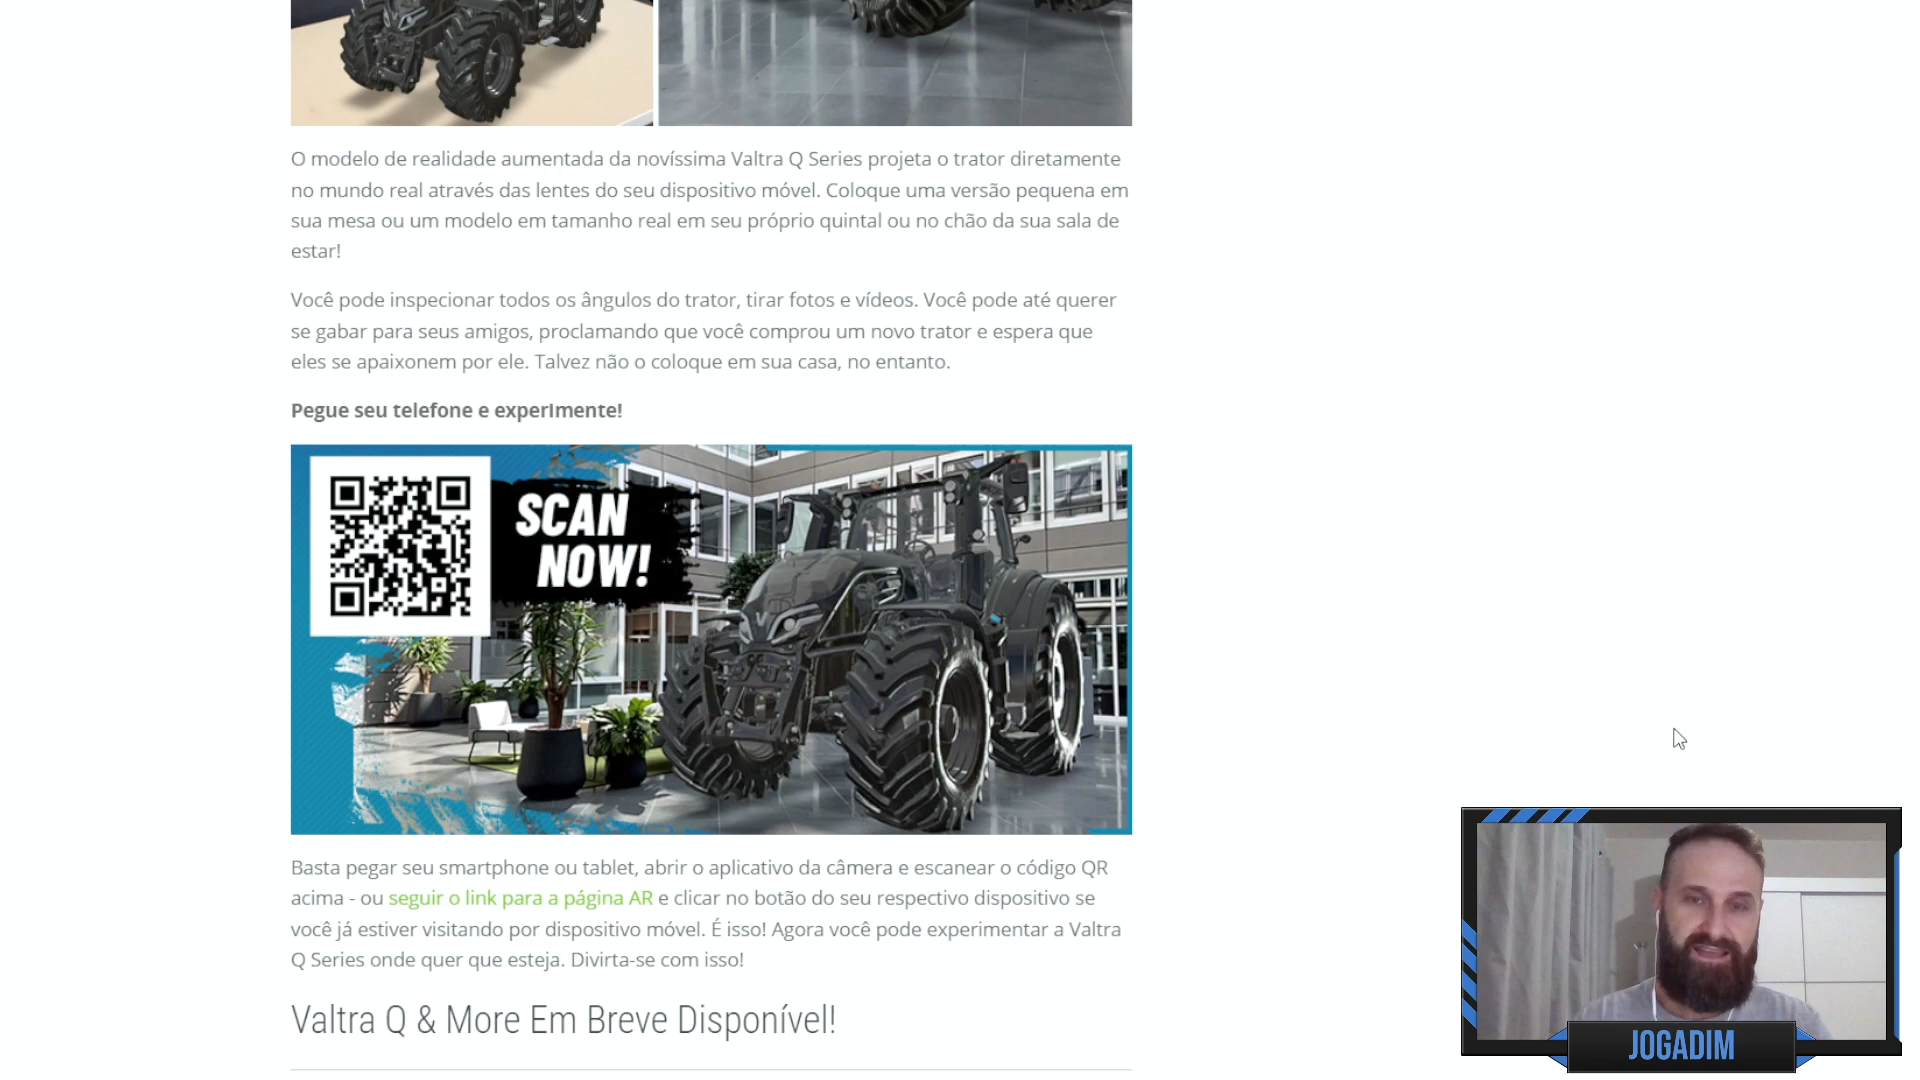 O modelo de realidade aumentada da novíssima Valtra Q Series projeta o trator diretamente
no mundo real através das lentes do seu dispositivo móvel. Coloque uma versão pequena em
sua mesa ou um modelo em tamanho real em seu próprio quintal ou no chão da sua sala de
estar!
Você pode inspecionar todos os ângulos do trator, tirar fotos e vídeos. Você pode até querer
se gabar para seus amigos, proclamando que você comprou um novo trator e espera que
eles se apaixonem por ele. Talvez não o coloque em sua casa, no entanto.
Pegue seu telefone e experimente!
SCAN
NOW!
Basta pegar seu smartphone ou tablet, abrir o aplicativo da câmera e escanear o código QR
acima - ou seguir o link para a página AR e clicar no botão do seu respectivo dispositivo se
você já estiver visitando por dispositivo móvel. É isso! Agora você pode experimentar a Valtra
Q Series onde quer que esteja. Divirta-se com isso!
Valtra Q & More Em Breve Disponível!
JOGADIM